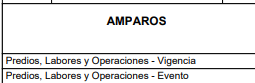 AMPAROS
Predios, Labores y Operaciones - Vigencia
Predios, Labores y Operaciones - Evento